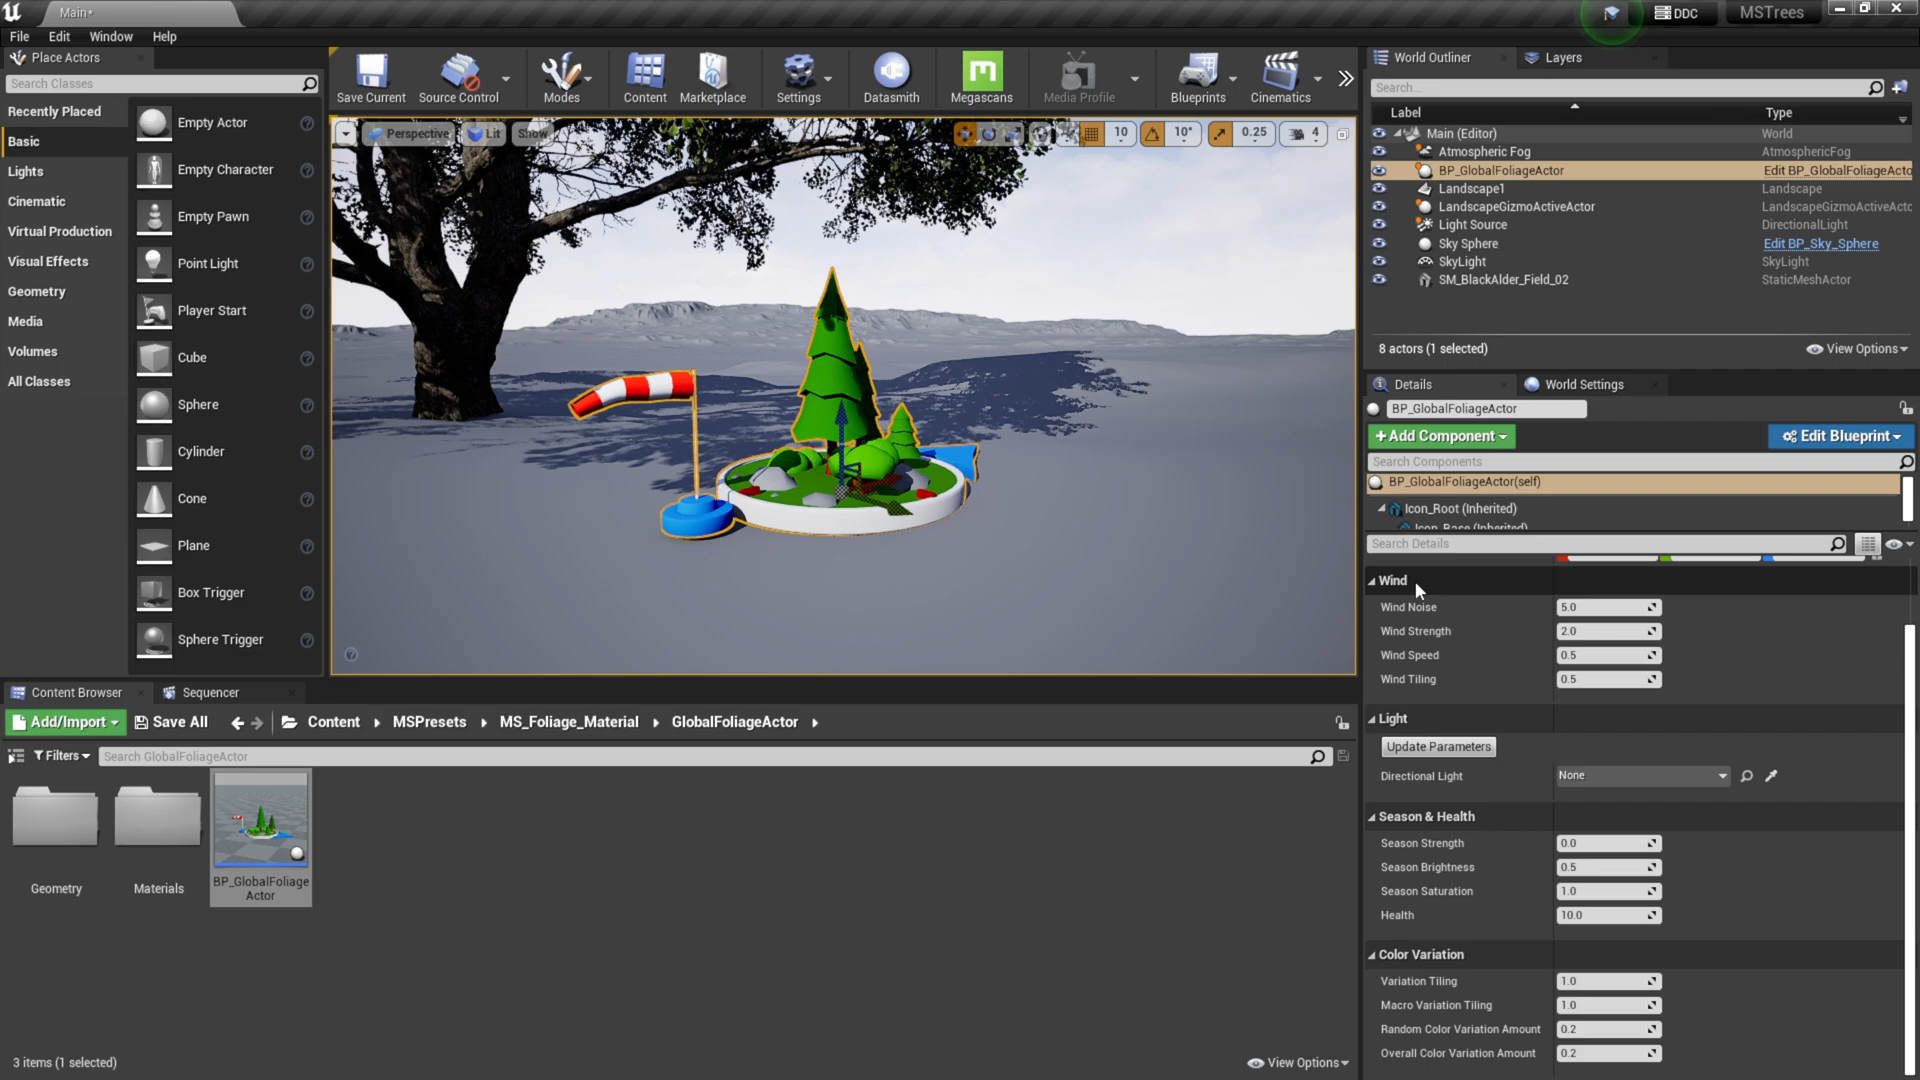 Main*
DDC
MSTrees
File Edit Window Help
Place Actors
Search Classes
Recently Placed
Basic
Lights
Cinematic
Virtual Production
Visual Effects
Geometry
Media
Volumes
All Classes
Empty Actor
Empty Character
Empty Pawn
Point Light
Player Start
Cube
Sphere
Cylinder
Cone
Plane
Box Trigger
Sphere Trigger
Save Current
Source Control
Modes
Content
Marketplace
Settings
Datasmith
Megascans
Media Profile
Blueprints
Cinematics
Perspective Lit Show
10 10° 0.25 4
World Outliner Layers
Search...
Label Type
Main (Editor) World
Atmospheric Fog AtmosphericFog
BP_GlobalFoliageActor Edit BP_GlobalFoliageActo
Landscape1 Landscape
LandscapeGizmoActiveActor LandscapeGizmoActiveActo
Light Source DirectionalLight
Sky Sphere Edit BP_Sky_Sphere
SkyLight SkyLight
SM_BlackAlder_Field_02 StaticMeshActor
8 actors (1 selected) View Options
Details World Settings
BP_GlobalFoliageActor
+Add Component Edit Blueprint
Search Components
BP_GlobalFoliageActor(self)
Icon_Root (Inherited)
Icon_Base (Inherited)
Search Details
Wind
Wind Noise 5.0
Wind Strength 2.0
Wind Speed 0.5
Wind Tiling 0.5
Light
Update Parameters
Directional Light None
Season & Health
Season Strength 0.0
Season Brightness 0.5
Season Saturation 1.0
Health 10.0
Color Variation
Variation Tiling 1.0
Macro Variation Tiling 1.0
Random Color Variation Amount 0.2
Overall Color Variation Amount 0.2
Content Browser Sequencer
Add/Import Save All Content MSPresets MS_Foliage_Material GlobalFoliageActor
Filters Search GlobalFoliageActor
Geometry
Materials
BP_GlobalFoliage
Actor
3 items (1 selected) View Options